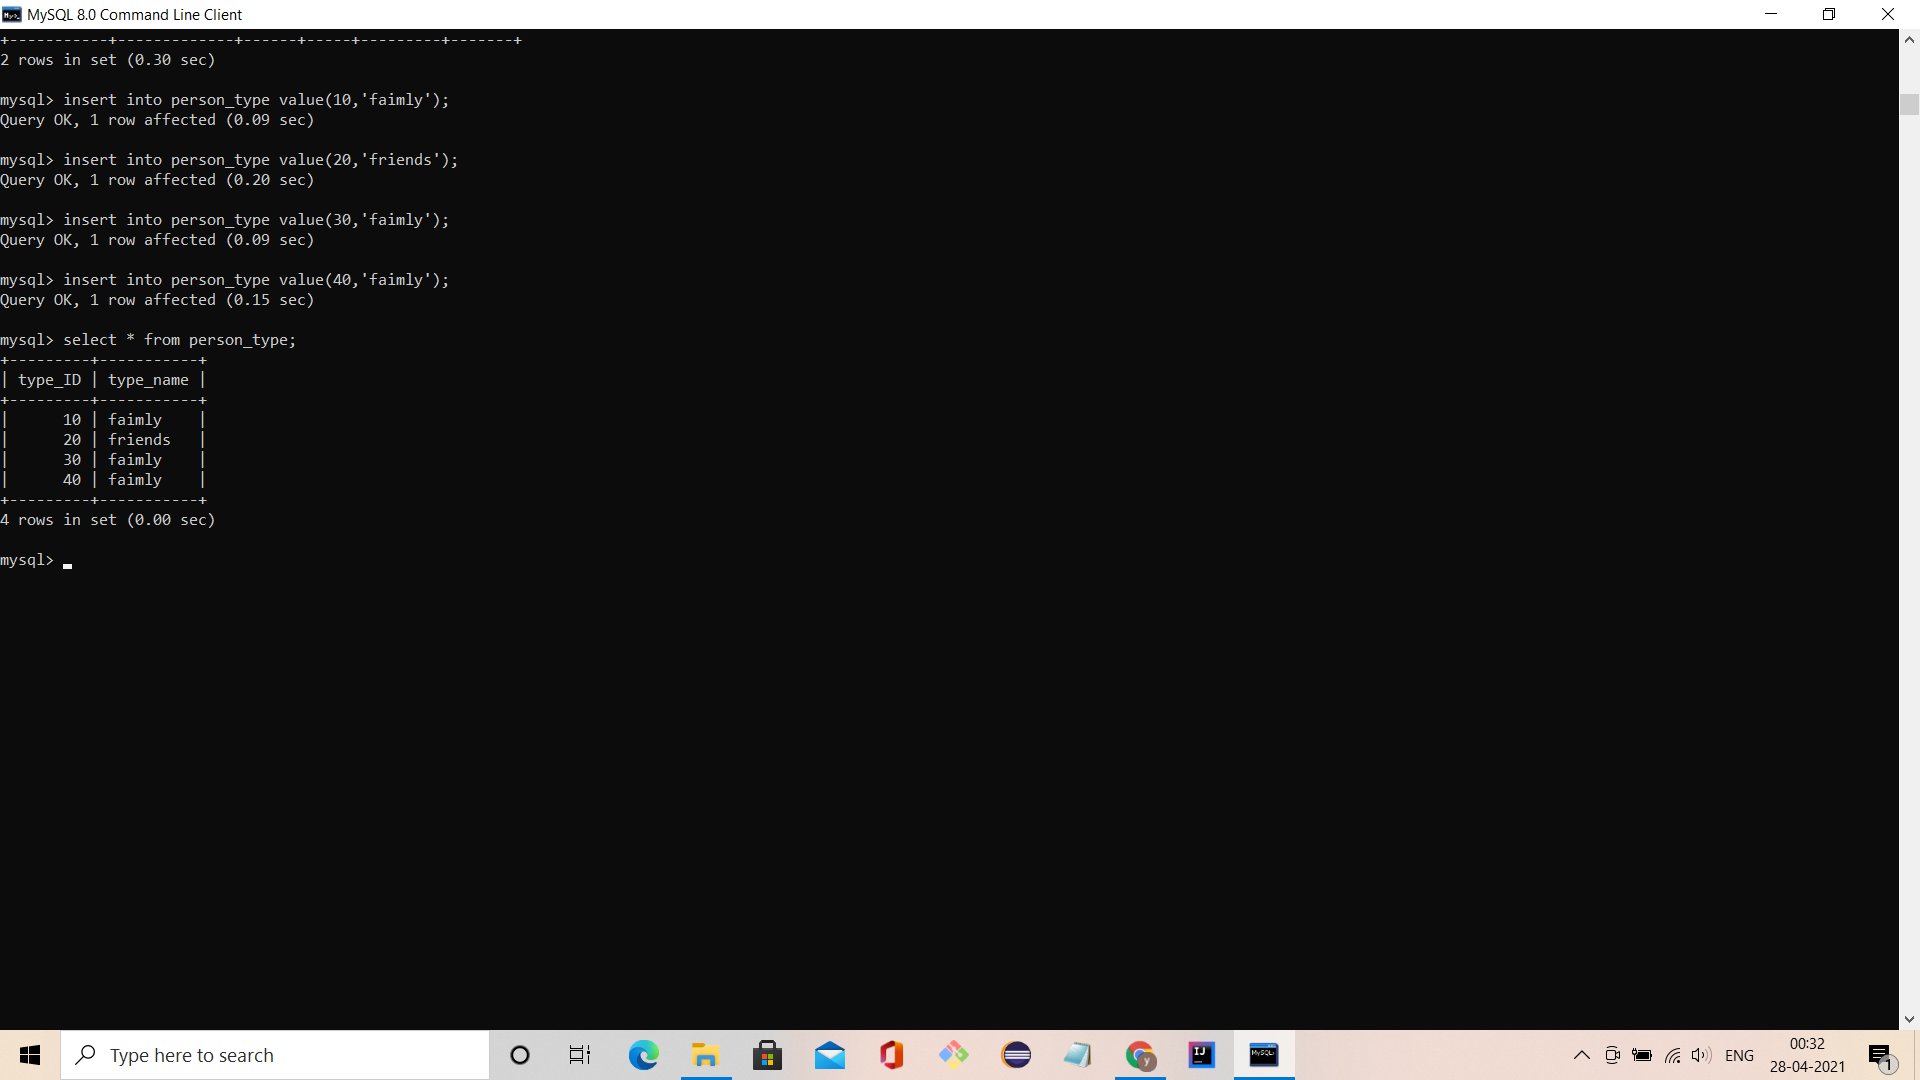 MySQL 8.0 Command Line Client
+-----------+-------------+------+-----+---------+-------+
2 rows in set (0.30 sec)
mysql> insert into person_type value(10,'faimly');
Query OK, 1 row affected (0.09 sec)
mysql> insert into person_type value(20,'friends');
Query OK, 1 row affected (0.20 sec)
mysql> insert into person_type value(30,'faimly');
Query OK, 1 row affected (0.09 sec)
mysql> insert into person_type value(40,'faimly');
Query OK, 1 row affected (0.15 sec)
mysql> select * from person_type;
+---------+-----------+
| type_ID | type_name |
+---------+-----------+
|      10 | faimly    |
|      20 | friends   |
|      30 | faimly    |
|      40 | faimly    |
+---------+-----------+
4 rows in set (0.00 sec)
mysql>
Type here to search
y
IJ
MySQL
ENG
00:32
28-04-2021
1